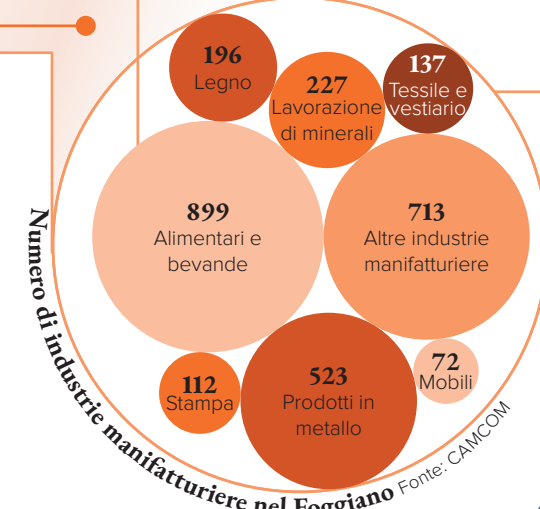 196
Legno
227
Lavorazione
di minerali
137
Tessile e
vestiario
899
Alimentari e
bevande
713
Altre industrie
manifatturiere
112
Stampa
523
Prodotti in
metallo
72
Mobili
Numero di industrie manifatturiere nel Foggiano
Fonte: CAMCOM